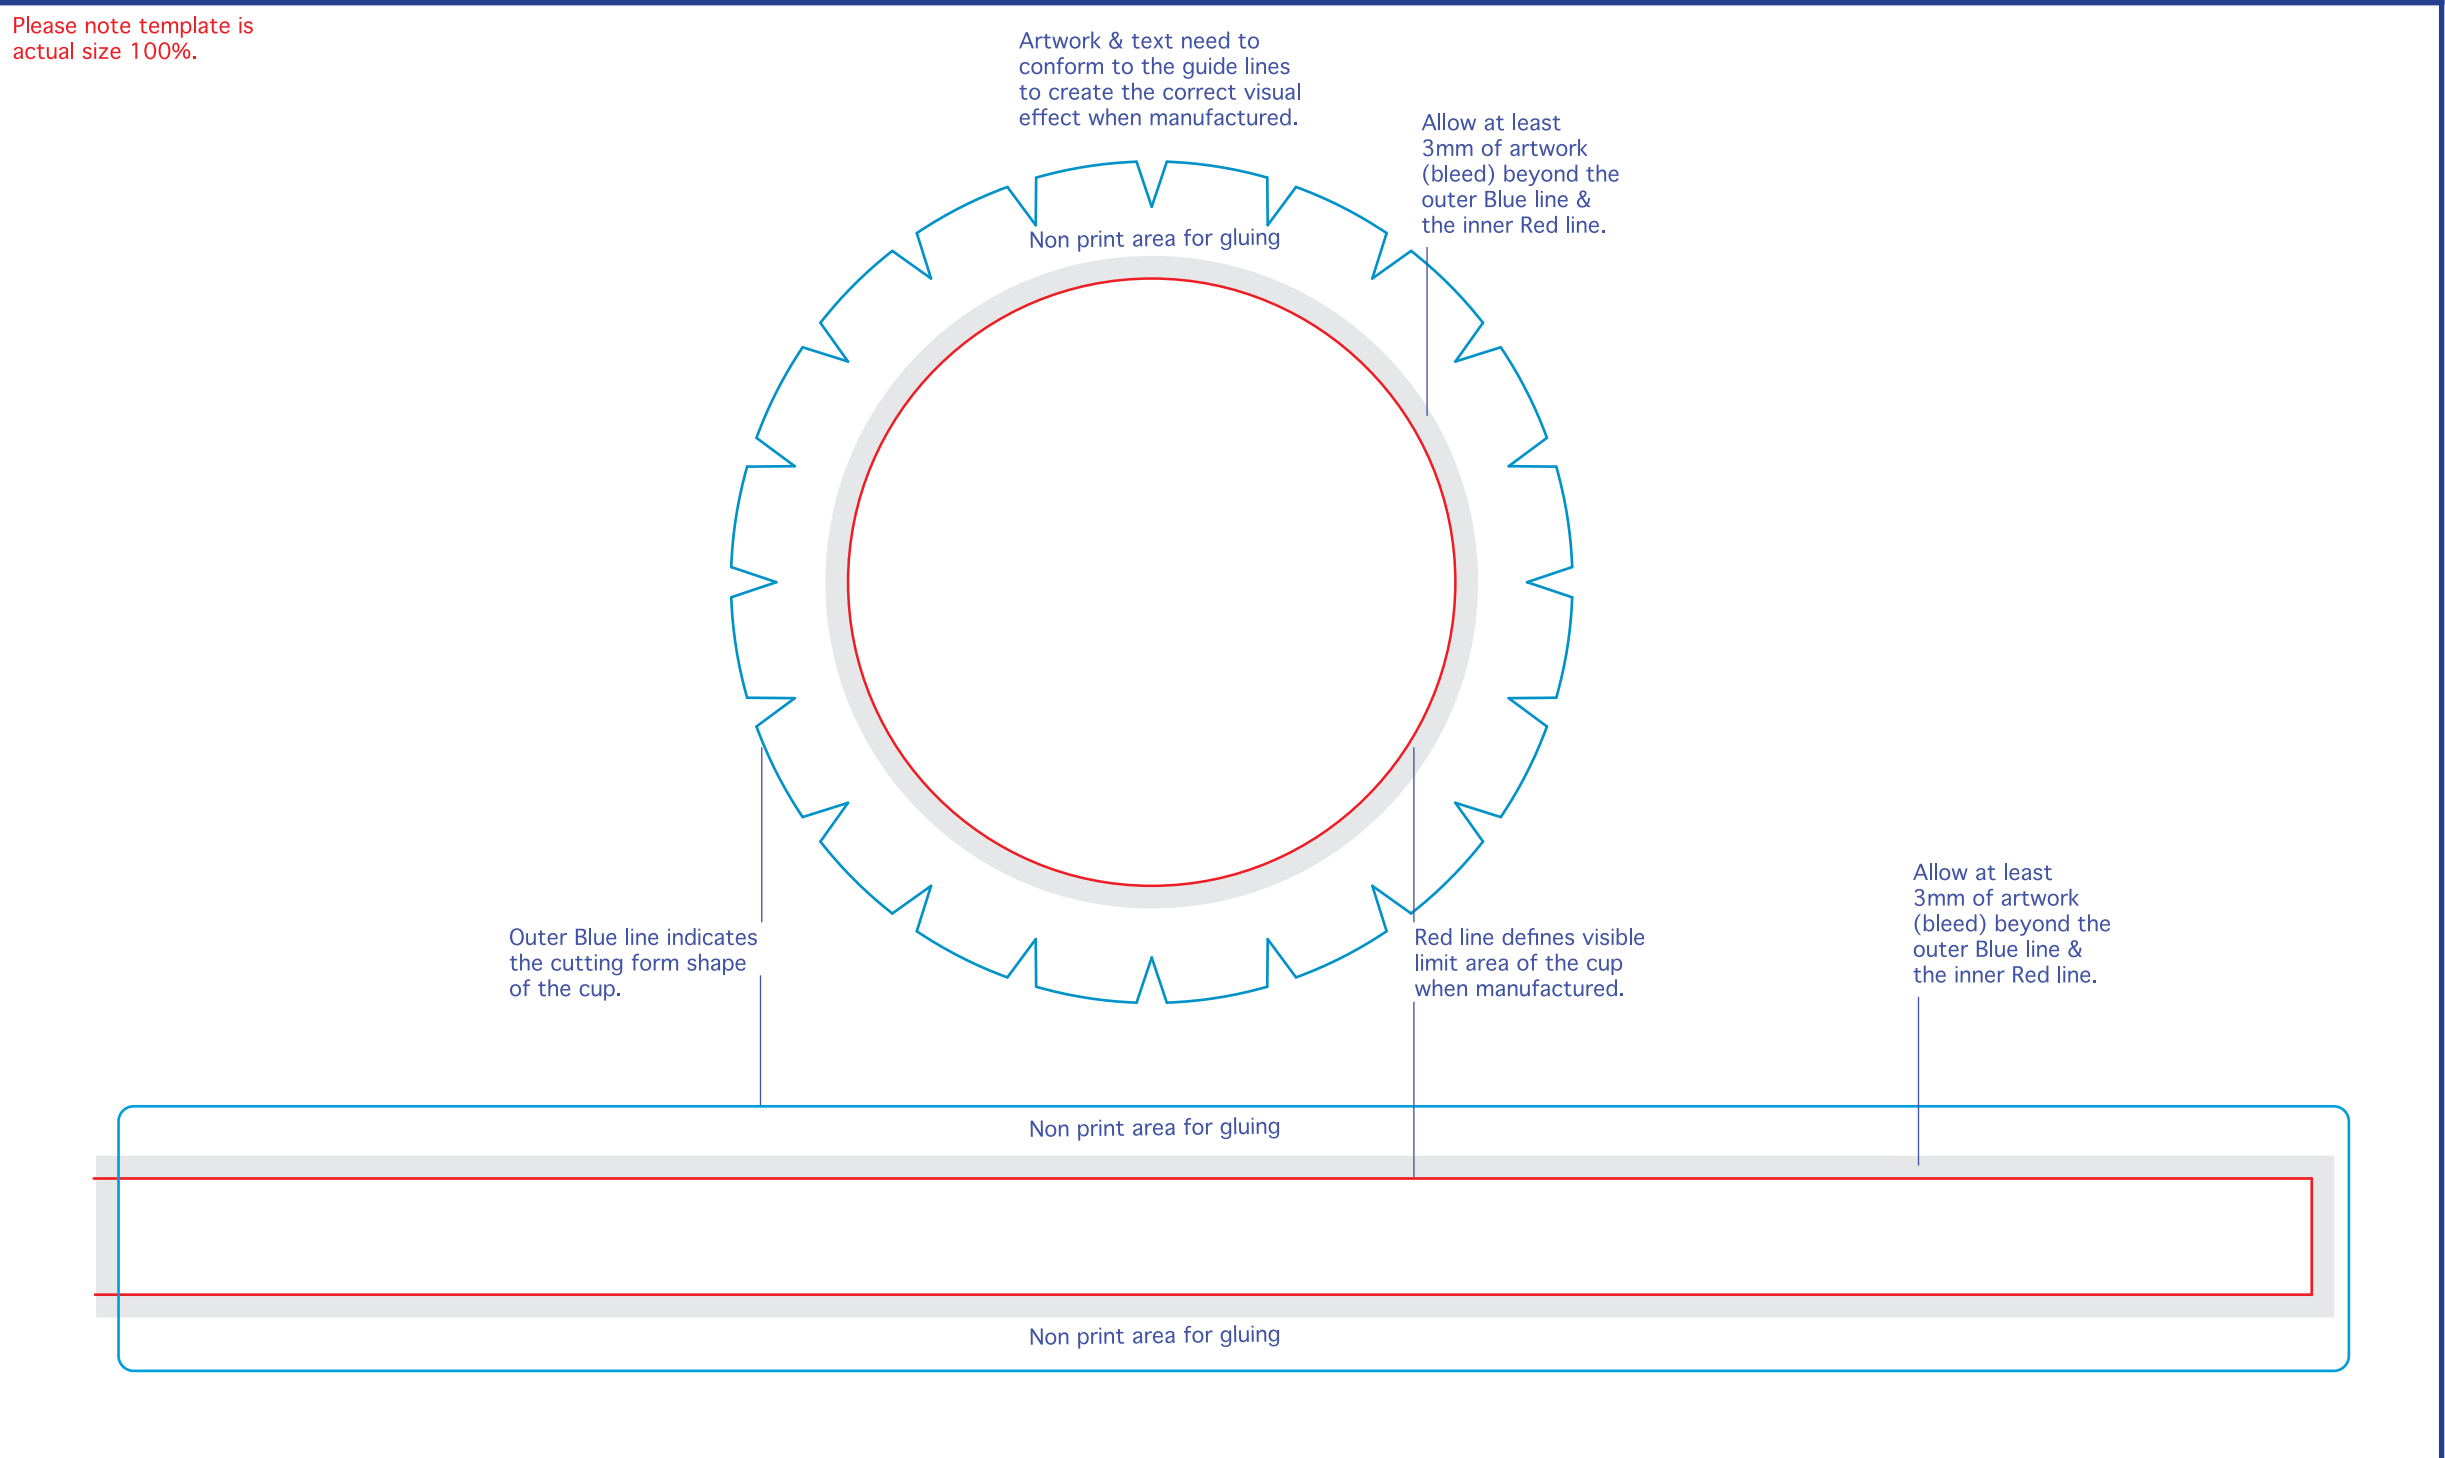 Please note template is
actual size 100%.
Artwork & text need to
conform to the guide lines
to create the correct visual
effect when manufactured.
Allow at least
3mm of artwork
(bleed) beyond the
outer Blue line &
the inner Red line.
Non print area for gluing
Outer Blue line indicates
the cutting form shape
of the cup.
Red line defines visible
limit area of the cup
when manufactured.
Allow at least
3mm of artwork
(bleed) beyond the
outer Blue line &
the inner Red line.
Non print area for gluing
Non print area for gluing